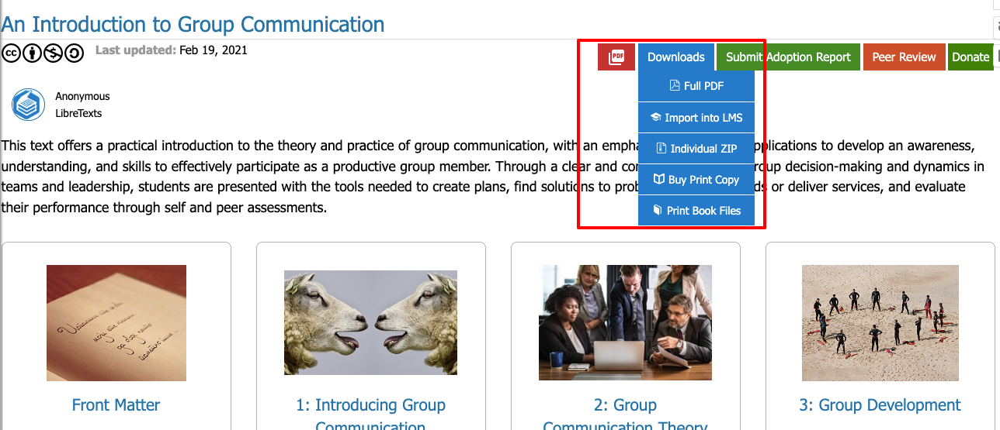 An Introduction to Group Communication
cc
Last updated: Feb 19, 2021
PDF
Downloads
Submit Adoption Report
Peer Review
Donate
Full PDF
Import into LMS
Individual ZIP
Buy Print Copy
Print Book Files
Anonymous
LibreTexts
This text offers a practical introduction to the theory and practice of group communication, with an empha pplications to develop an awareness,
understanding, and skills to effectively participate as a productive group member. Through a clear and con roup decision-making and dynamics in
teams and leadership, students are presented with the tools needed to create plans, find solutions to prob ds or deliver services, and evaluate
their performance through self and peer assessments.
Front Matter
1: Introducing Group
Communication
2: Group
Communication Theory
3: Group Development